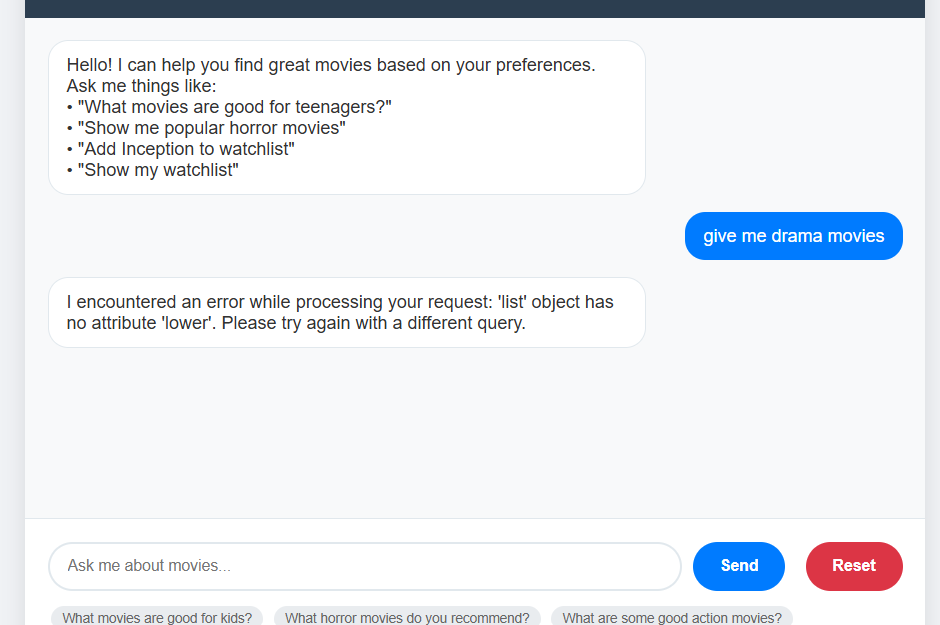 Hello! I can help you find great movies based on your preferences.
Ask me things like:
• "What movies are good for teenagers?"
• "Show me popular horror movies"
• "Add Inception to watchlist"
• "Show my watchlist"
give me drama movies
I encountered an error while processing your request: 'list' object has
no attribute 'lower'. Please try again with a different query.
Ask me about movies...
Send
Reset
What movies are good for kids?
What horror movies do you recommend?
What are some good action movies?